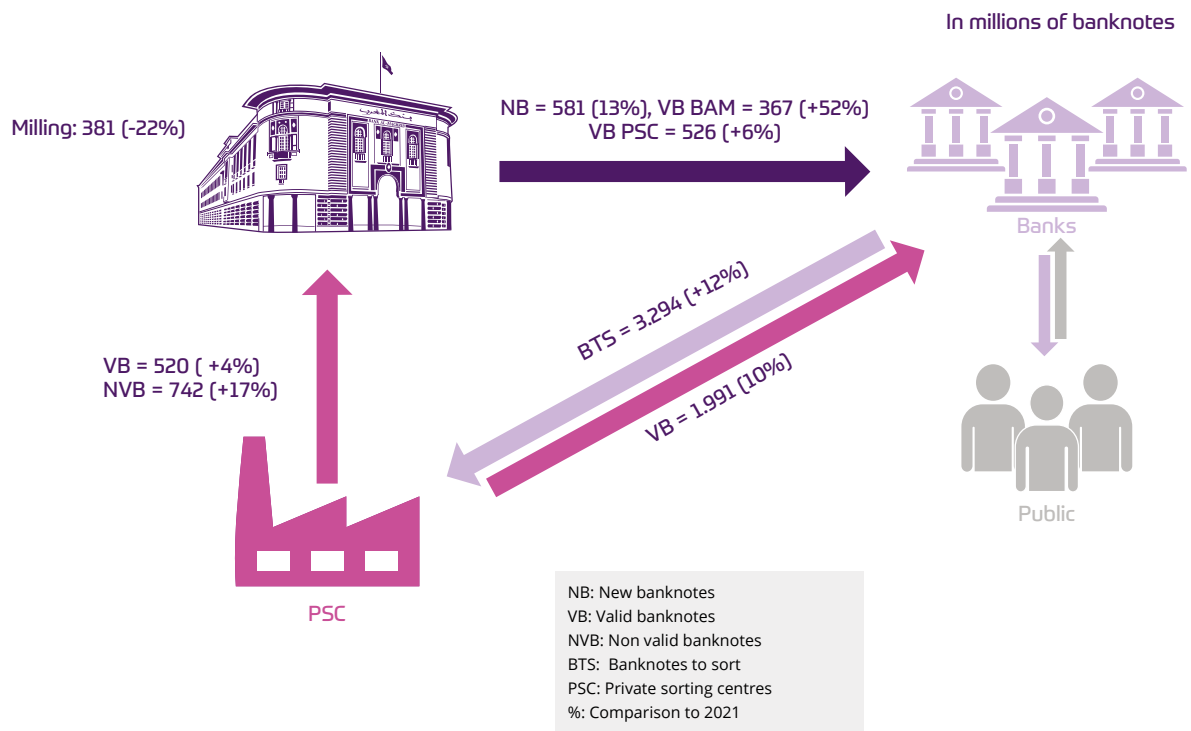 In millions of banknotes
Milling: 381 (-22%)
NB = 581 (13%), VB BAM = 367 (+52%)
VB PSC = 526 (+6%)
Banks
BTS = 3.294 (+12%)
VB = 1.991 (10%)
VB = 520 ( +4%)
NVB = 742 (+17%)
Public
PSC
NB: New banknotes
VB: Valid banknotes
NVB: Non valid banknotes
BTS:  Banknotes to sort
PSC: Private sorting centres
%: Comparison to 2021